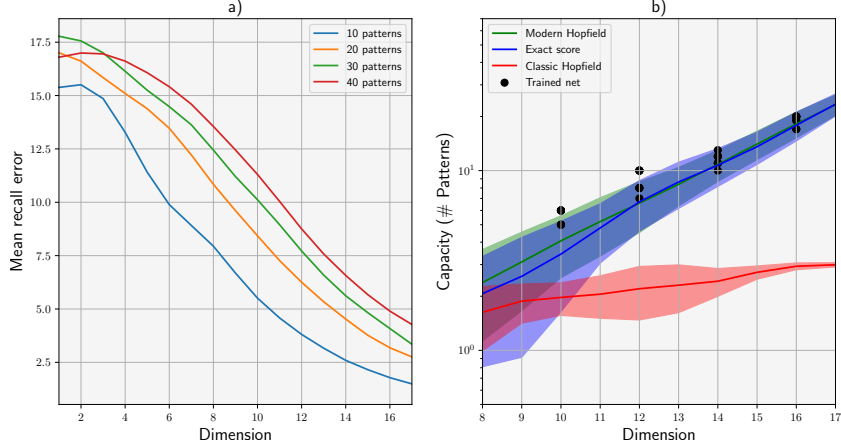 a)
17.5
15.0
12.5
10.0
7.5
5.0
2.5
Mean recall error
10 patterns
20 patterns
30 patterns
40 patterns
2 4 6 8 10 12 14 16
Dimension
b)
10¹
10⁰
Capacity (# Patterns)
Modern Hopfield
Exact score
Classic Hopfield
Trained net
8 9 10 11 12 13 14 15 16 17
Dimension